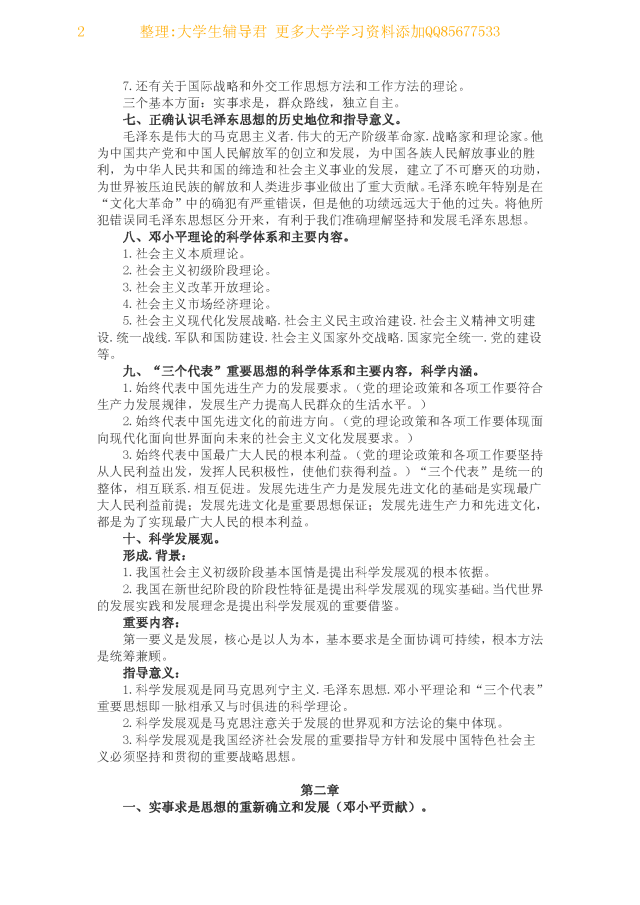 2 整理:大学生辅导君 更多大学学习资料添加QQ85677533
7.还有关于国际战略和外交工作思想方法和工作方法的理论。
三个基本方面：实事求是，群众路线，独立自主。
七、正确认识毛泽东思想的历史地位和指导意义。
毛泽东是伟大的马克思主义者.伟大的无产阶级革命家.战略家和理论家。他
为中国共产党和中国人民解放军的创立和发展，为中国各族人民解放事业的胜
利，为中华人民共和国的缔造和社会主义事业的发展，建立了不可磨灭的功勋，
为世界被压迫民族的解放和人类进步事业做出了重大贡献。毛泽东晚年特别是在
“文化大革命”中的确犯有严重错误，但是他的功绩远远大于他的过失。将他所
犯错误同毛泽东思想区分开来，有利于我们准确理解坚持和发展毛泽东思想。
八、邓小平理论的科学体系和主要内容。
1.社会主义本质理论。
2.社会主义初级阶段理论。
3.社会主义改革开放理论。
4.社会主义市场经济理论。
5.社会主义现代化发展战略.社会主义民主政治建设.社会主义精神文明建
设.统一战线.军队和国防建设.社会主义国家外交战略.国家完全统一.党的建设
等。
九、“三个代表”重要思想的科学体系和主要内容，科学内涵。
1.始终代表中国先进生产力的发展要求。（党的理论政策和各项工作要符合
生产力发展规律，发展生产力提高人民群众的生活水平。）
2.始终代表中国先进文化的前进方向。（党的理论政策和各项工作要体现面
向现代化面向世界面向未来的社会主义文化发展要求。）
3.始终代表中国最广大人民的根本利益。（党的理论政策和各项工作要坚持
从人民利益出发，发挥人民积极性，使他们获得利益。）“三个代表”是统一的
整体，相互联系.相互促进。发展先进生产力是发展先进文化的基础是实现最广
大人民利益前提；发展先进文化是重要思想保证；发展先进生产力和先进文化，
都是为了实现最广大人民的根本利益。
十、科学发展观。
形成.背景：
1.我国社会主义初级阶段基本国情是提出科学发展观的根本依据。
2.我国在新世纪阶段的阶段性特征是提出科学发展观的现实基础。当代世界
的发展实践和发展理念是提出科学发展观的重要借鉴。
重要内容：
第一要义是发展，核心是以人为本，基本要求是全面协调可持续，根本方法
是统筹兼顾。
指导意义：
1.科学发展观是同马克思列宁主义.毛泽东思想.邓小平理论和“三个代表”
重要思想即一脉相承又与时俱进的科学理论。
2.科学发展观是马克思注意关于发展的世界观和方法论的集中体现。
3.科学发展观是我国经济社会发展的重要指导方针和发展中国特色社会主
义必须坚持和贯彻的重要战略思想。
第二章
一、实事求是思想的重新确立和发展（邓小平贡献）。